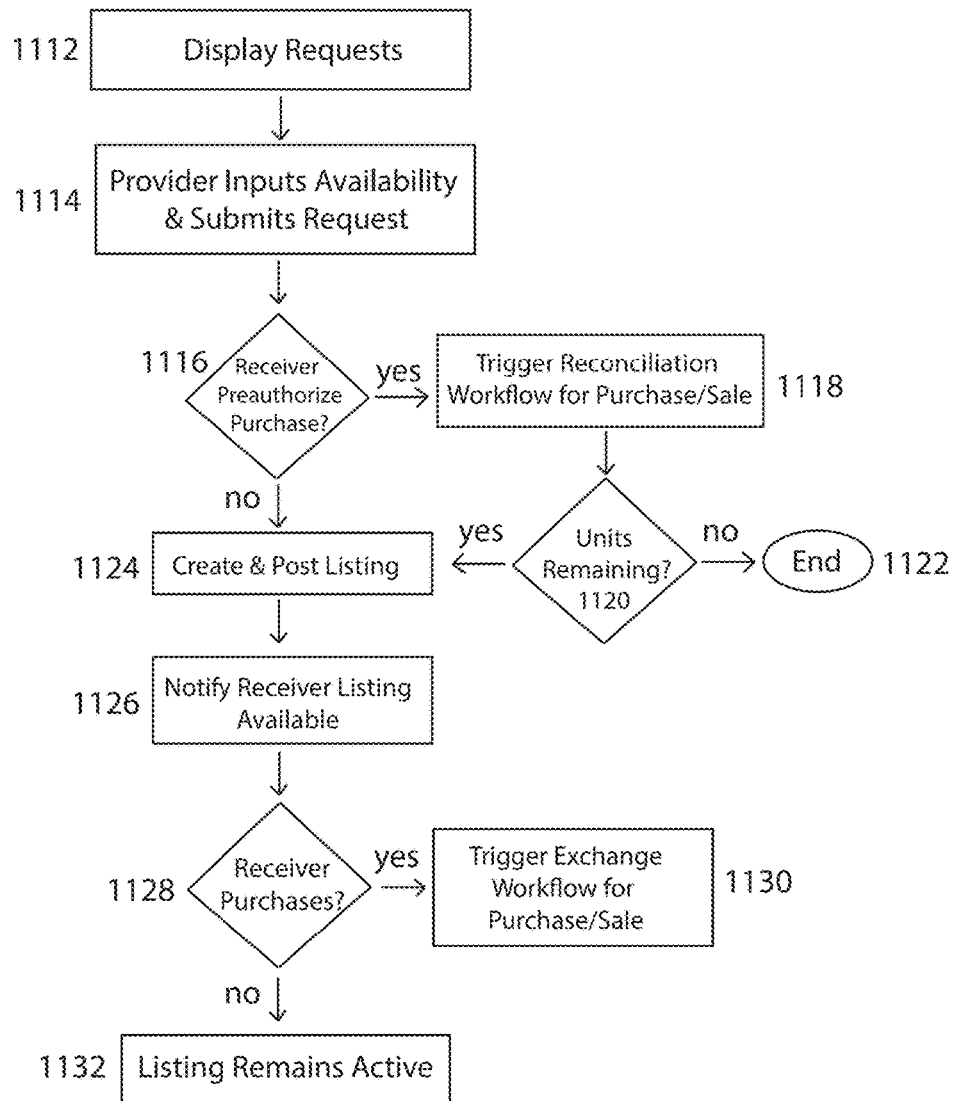 1112
Display Requests
1114
Provider Inputs Availability
& Submits Request
1116
Receiver
Preauthorize
Purchase?
yes
Trigger Reconciliation
Workflow for Purchase/Sale
1118
no
yes
Units
Remaining?
1120
no
End
1122
1124
Create & Post Listing
1126
Notify Receiver Listing
Available
1128
Receiver
Purchases?
yes
Trigger Exchange
Workflow for
Purchase/Sale
1130
no
1132
Listing Remains Active